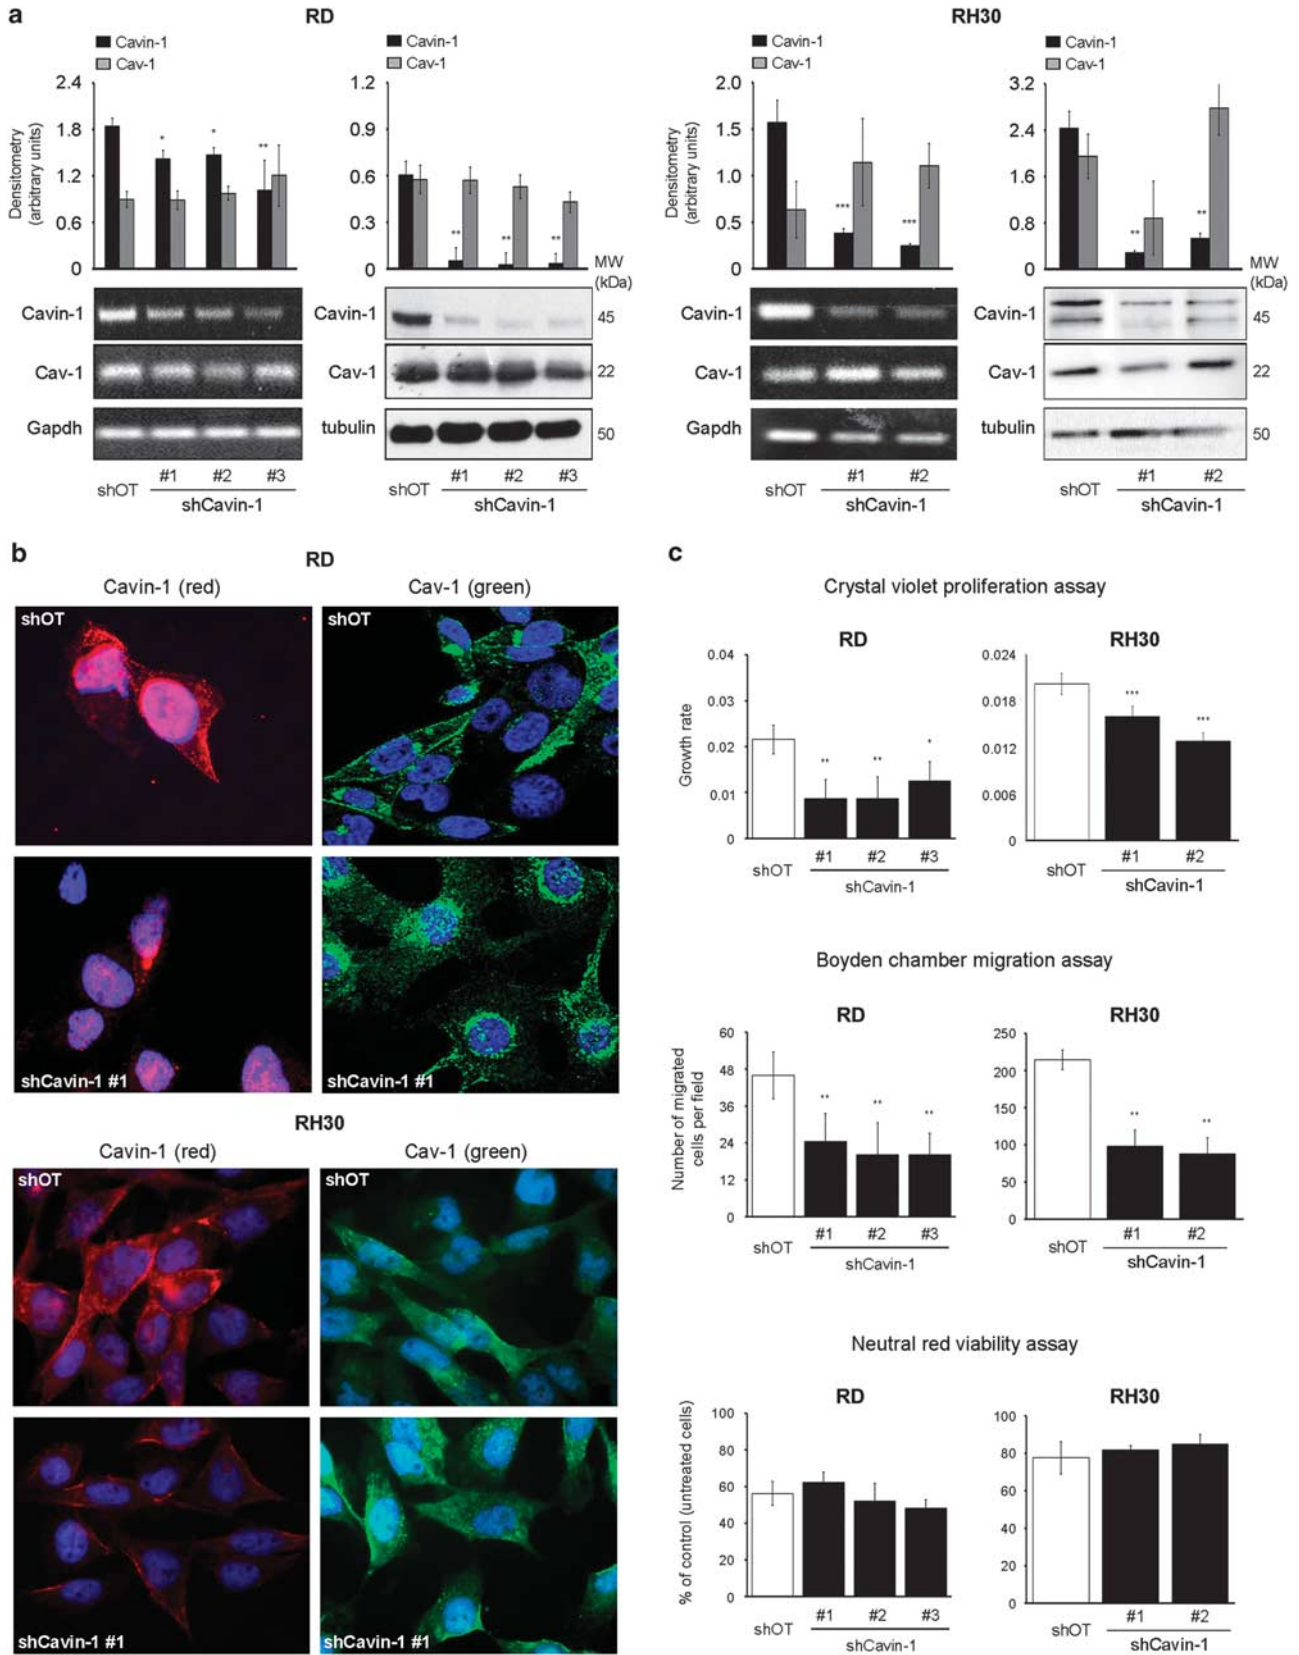 a
RD
RH30
Cavin-1
Cav-1
Cavin-1
Cav-1
Cavin-1
Cav-1
Cavin-1
Cav-1
Densitometry
(arbitrary units)
2.4
1.8
1.2
0.6
0
* * **
1.2
0.9
0.6
0.3
0
** ** **
MW
(kDa)
Densitometry
(arbitrary units)
2.0
1.5
1.0
0.5
0
*** ***
3.2
2.4
1.6
0.8
0
** **
MW
(kDa)
Cavin-1
Cavin-1
45
Cavin-1
Cavin-1
45
Cav-1
Cav-1
22
Cav-1
Cav-1
22
Gapdh
tubulin
50
Gapdh
tubulin
50
shOT #1 #2 #3
shCavin-1
shOT #1 #2 #3
shCavin-1
shOT #1 #2
shCavin-1
shOT #1 #2
shCavin-1
b
RD
Cavin-1 (red)
Cav-1 (green)
shOT
shOT
shCavin-1 #1
shCavin-1 #1
RH30
Cavin-1 (red)
Cav-1 (green)
shOT
shOT
shCavin-1 #1
shCavin-1 #1
c
Crystal violet proliferation assay
RD
RH30
Growth rate
0.04
0.03
0.02
0.01
0
** ** *
shOT #1 #2 #3
shCavin-1
0.024
0.018
0.012
0.006
0
*** ***
shOT #1 #2
shCavin-1
Boyden chamber migration assay
RD
RH30
Number of migrated
cells per field
60
48
36
24
12
0
** ** **
shOT #1 #2 #3
shCavin-1
250
200
150
100
50
0
** **
shOT #1 #2
shCavin-1
Neutral red viability assay
RD
RH30
% of control (untreated cells)
100
80
60
40
20
0
shOT #1 #2 #3
shCavin-1
100
80
60
40
20
0
shOT #1 #2
shCavin-1